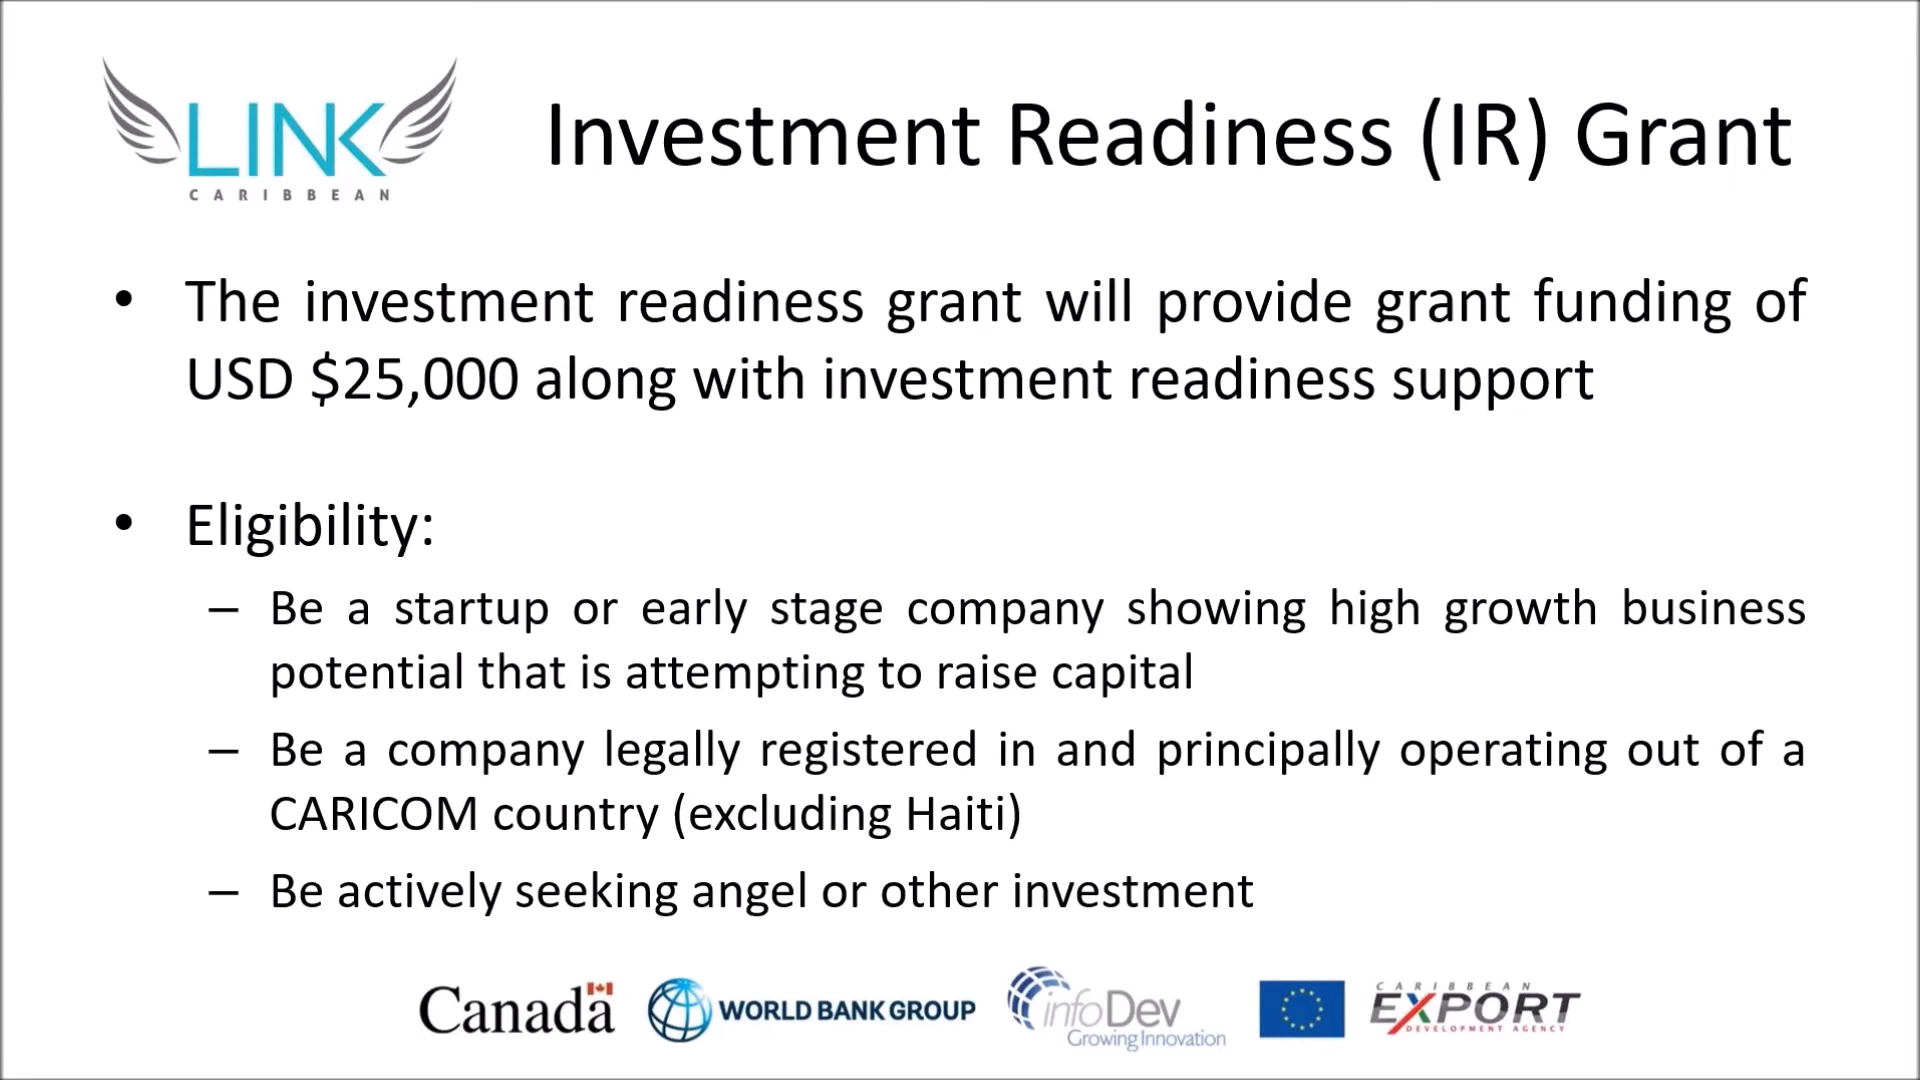 LINK
CARIBBEAN
Investment Readiness (IR) Grant
• The investment readiness grant will provide grant funding of
USD $25,000 along with investment readiness support
• Eligibility:
– Be a startup or early stage company showing high growth business
potential that is attempting to raise capital
– Be a company legally registered in and principally operating out of a
CARICOM country (excluding Haiti)
– Be actively seeking angel or other investment
Canada
WORLD BANK GROUP
infoDev
Growing Innovation
CARIBBEAN
EXPORT
DEVELOPMENT AGENCY